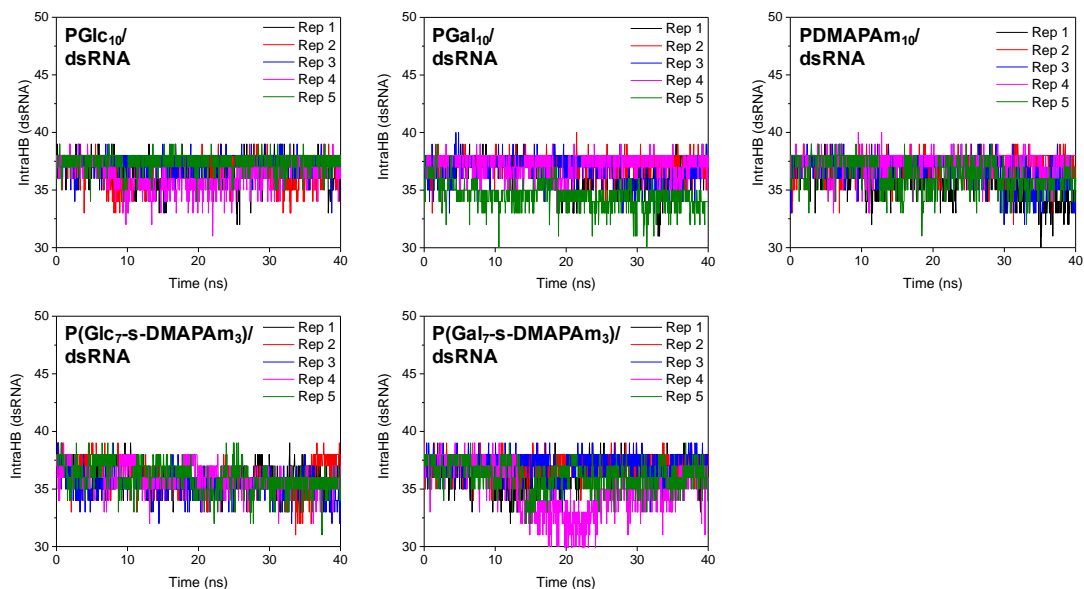 PGlc₁₀/
dsRNA
Rep 1
Rep 2
Rep 3
Rep 4
Rep 5
50
45
40
35
30
IntraHB (dsRNA)
0 10 20 30 40
Time (ns)
PGal₁₀/
dsRNA
Rep 1
Rep 2
Rep 3
Rep 4
Rep 5
50
45
40
35
30
IntraHB (dsRNA)
0 10 20 30 40
Time (ns)
PDMAPAm₁₀/
dsRNA
Rep 1
Rep 2
Rep 3
Rep 4
Rep 5
50
45
40
35
30
IntraHB (dsRNA)
0 10 20 30 40
Time (ns)
P(Glc₇-s-DMAPAm₃)/
dsRNA
Rep 1
Rep 2
Rep 3
Rep 4
Rep 5
50
45
40
35
30
IntraHB (dsRNA)
0 10 20 30 40
Time (ns)
P(Gal₇-s-DMAPAm₃)/
dsRNA
Rep 1
Rep 2
Rep 3
Rep 4
Rep 5
50
45
40
35
30
IntraHB (dsRNA)
0 10 20 30 40
Time (ns)